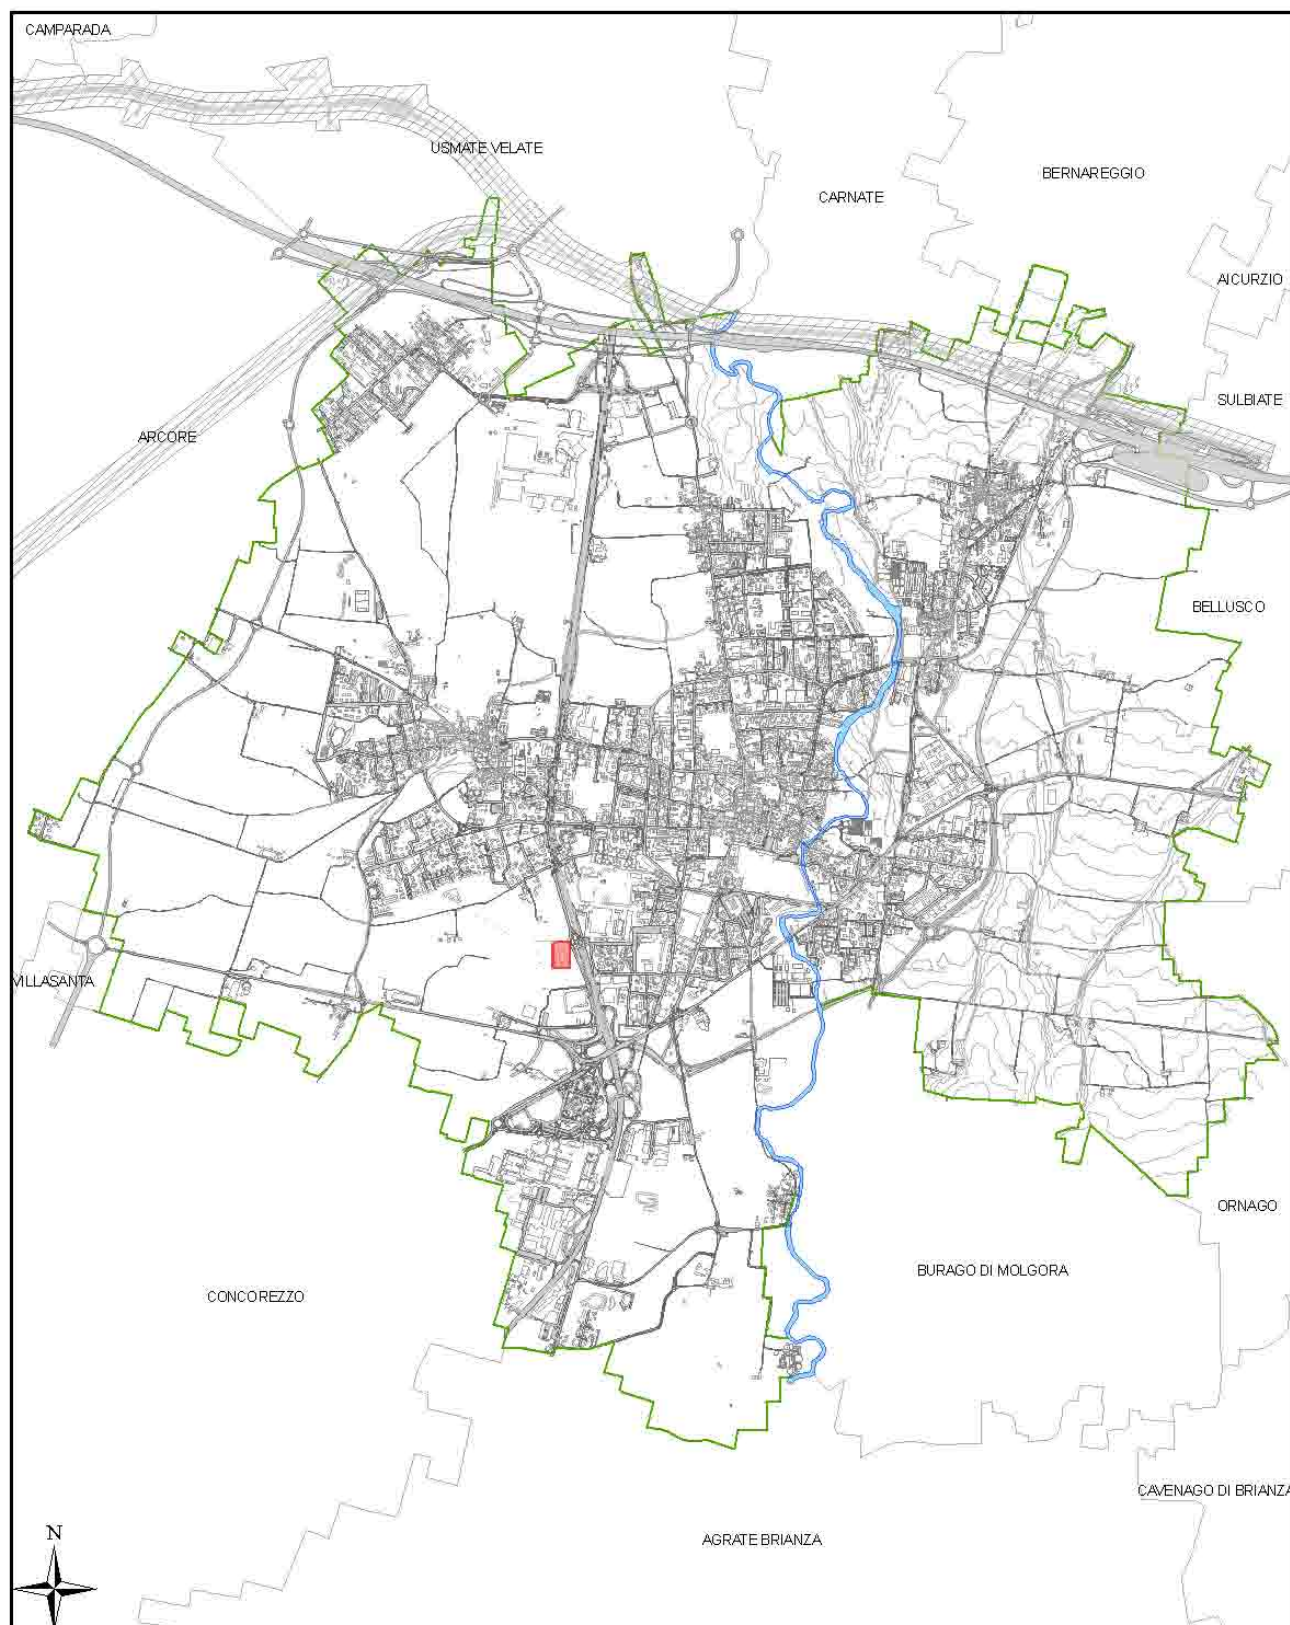 CAMPARADA
USMATE VELATE
BERNAREGGIO
CARNATE
AICURZIO
SULBIATE
ARCORE
BELLUSCO
VILLASANTA
ORNAGO
BURAGO DI MOLGORA
CONCOREZZO
CAVENAGO DI BRIANZA
N
AGRATE BRIANZA